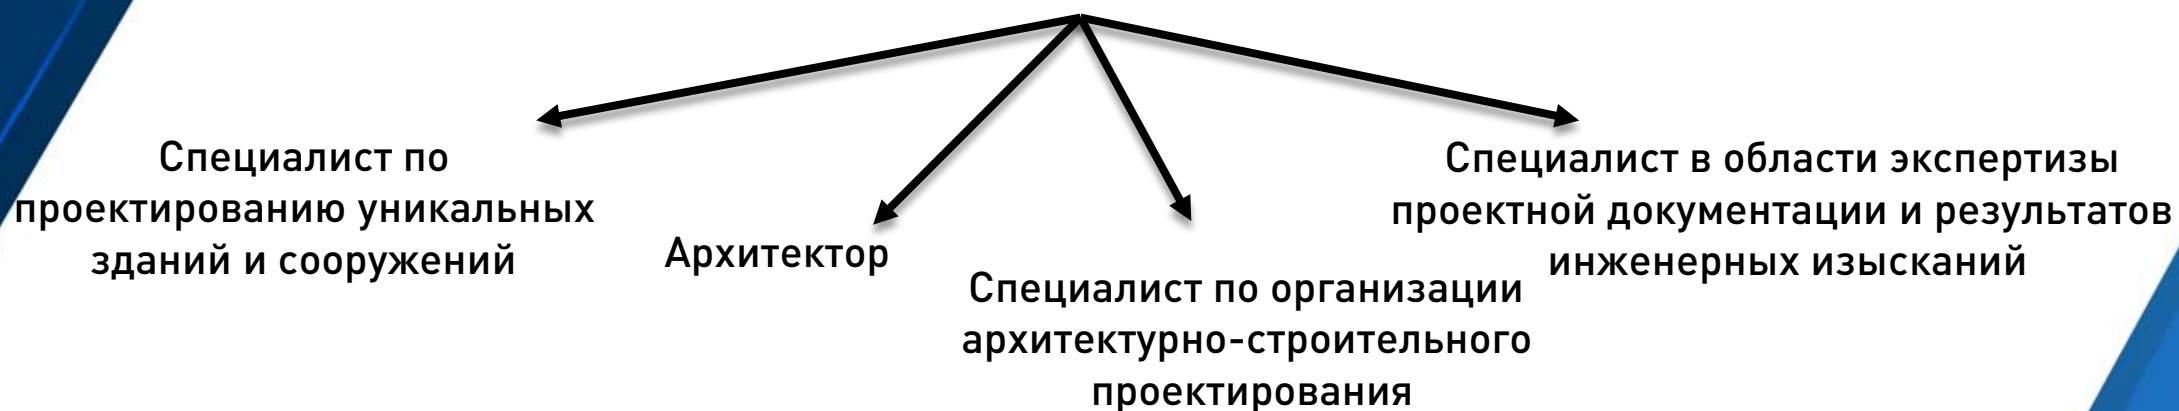 Специалист по
проектированию уникальных
зданий и сооружений
Архитектор
Специалист по организации
архитектурно-строительного
проектирования
Специалист в области экспертизы
проектной документации и результатов
инженерных изысканий